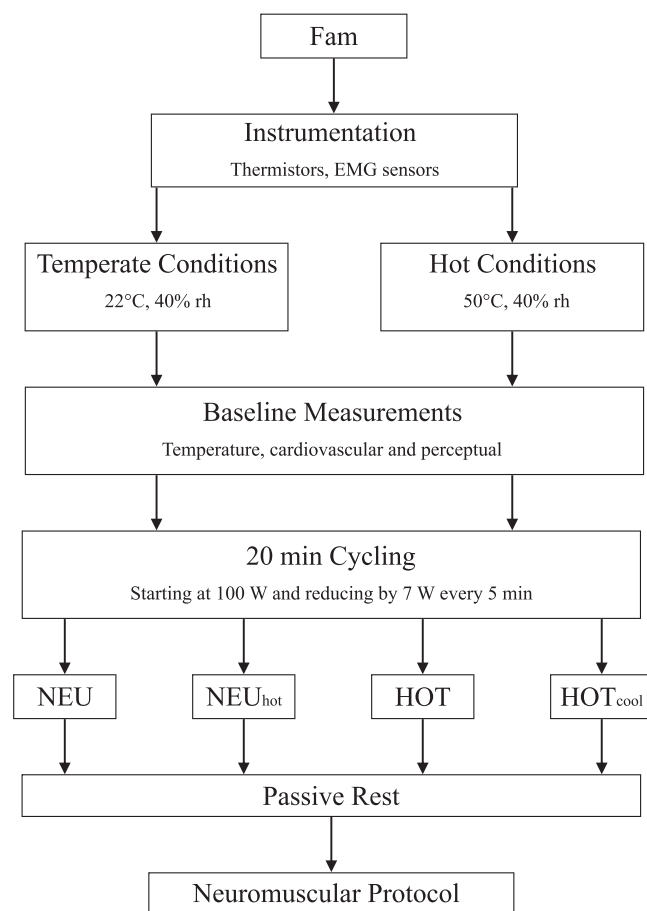 Fam
Instrumentation
Thermistors, EMG sensors
Temperate Conditions
22°C, 40% rh
Hot Conditions
50°C, 40% rh
Baseline Measurements
Temperature, cardiovascular and perceptual
20 min Cycling
Starting at 100 W and reducing by 7 W every 5 min
NEU
NEUhot
HOT
HOTcool
Passive Rest
Neuromuscular Protocol